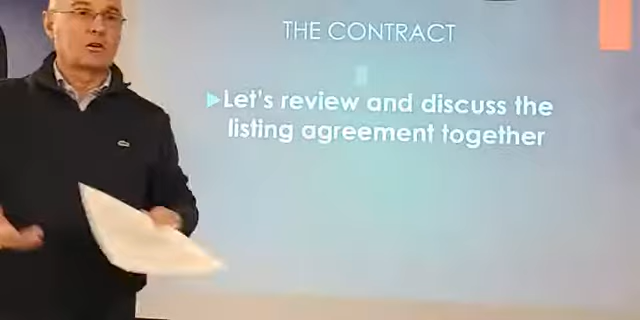 THE CONTRACT
Let's review and discuss the
listing agreement together